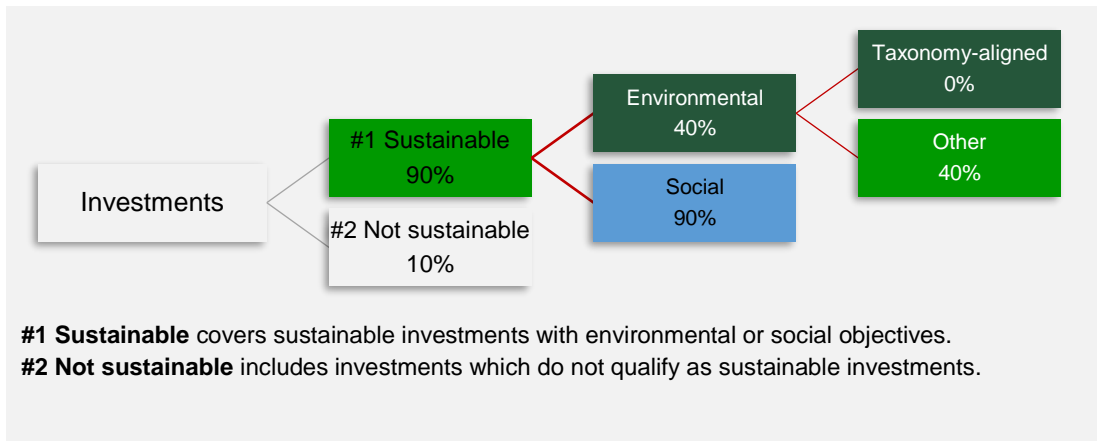 Investments
#1 Sustainable
90%
#2 Not sustainable
10%
Environmental
40%
Social
90%
Taxonomy-aligned
0%
Other
40%
#1 Sustainable covers sustainable investments with environmental or social objectives.
#2 Not sustainable includes investments which do not qualify as sustainable investments.